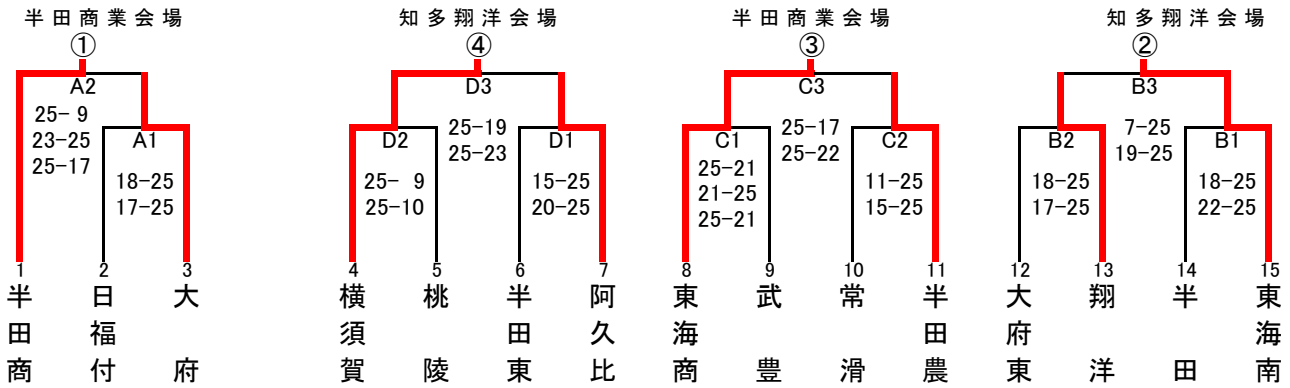 半田商業会場 知多翔洋会場 半田商業会場 知多翔洋会場
① ④ ③ ②
A2 D3 C3 B3
25- 9 25-19 25-17 7-25
23-25 25-23 25-22 19-25
25-17
A1 D2 D1 C1 C2 B2 B1
18-25 25- 9 15-25 25-21 11-25 18-25 18-25
17-25 25-10 20-25 21-25 15-25 17-25 22-25
25-21
1 2 3 4 5 6 7 8 9 10 11 12 13 14 15
半田商 日福付 大府 横須賀 桃陵 半田東 阿久比 東海商 武豊 常滑 半田農 大府東 翔洋 半田 東海南